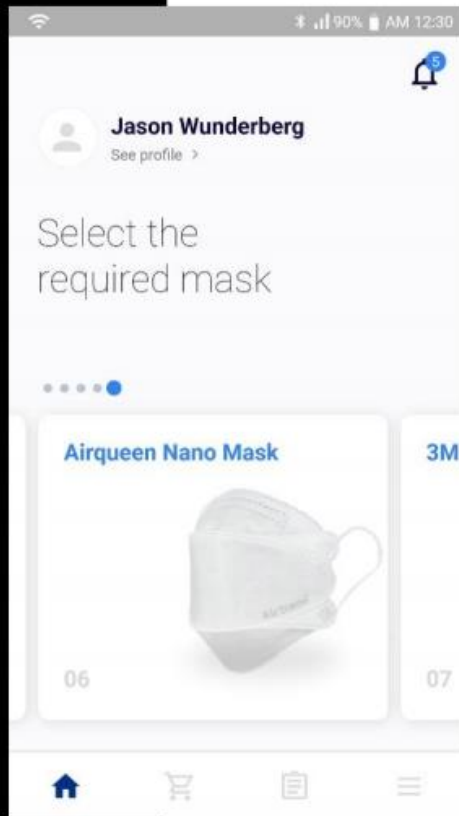 90% AM 12:30
5
Jason Wunderberg
See profile >
Select the
required mask
Airqueen Nano Mask
3M
06
07